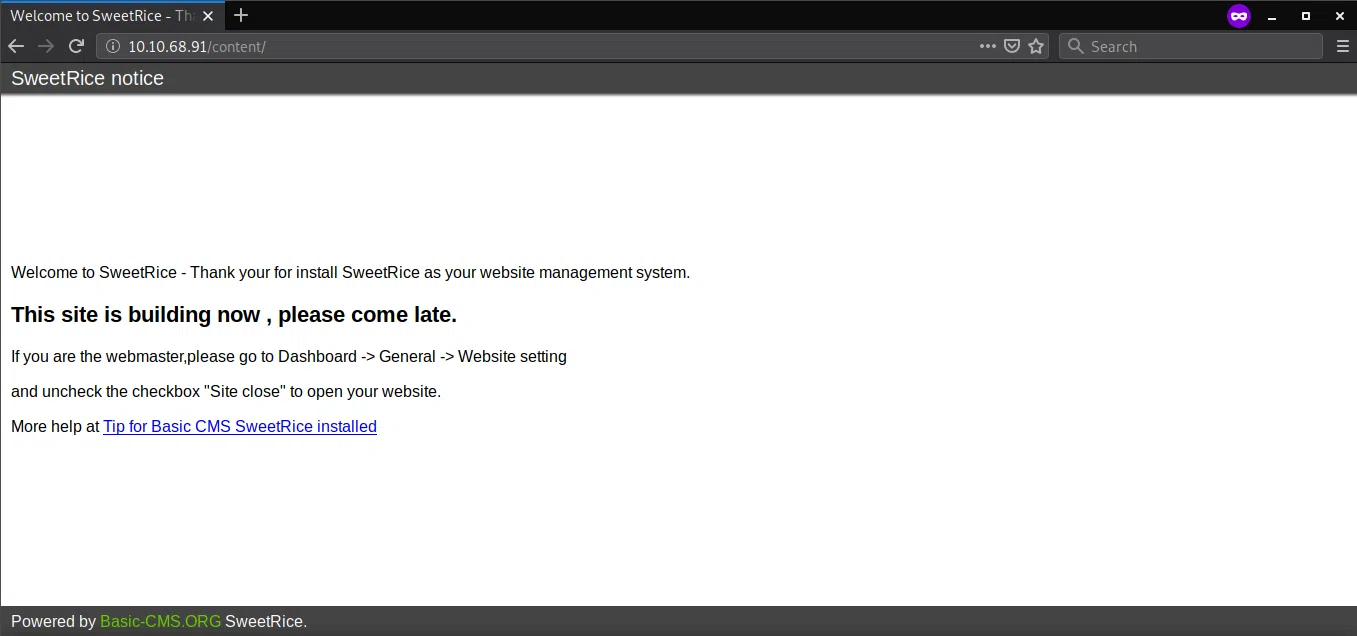 Welcome to SweetRice - Tha
10.10.68.91/content/
Search
SweetRice notice
Welcome to SweetRice - Thank your for install SweetRice as your website management system.
This site is building now , please come late.
If you are the webmaster,please go to Dashboard -> General -> Website setting
and uncheck the checkbox "Site close" to open your website.
More help at Tip for Basic CMS SweetRice installed
Powered by Basic-CMS.ORG SweetRice.